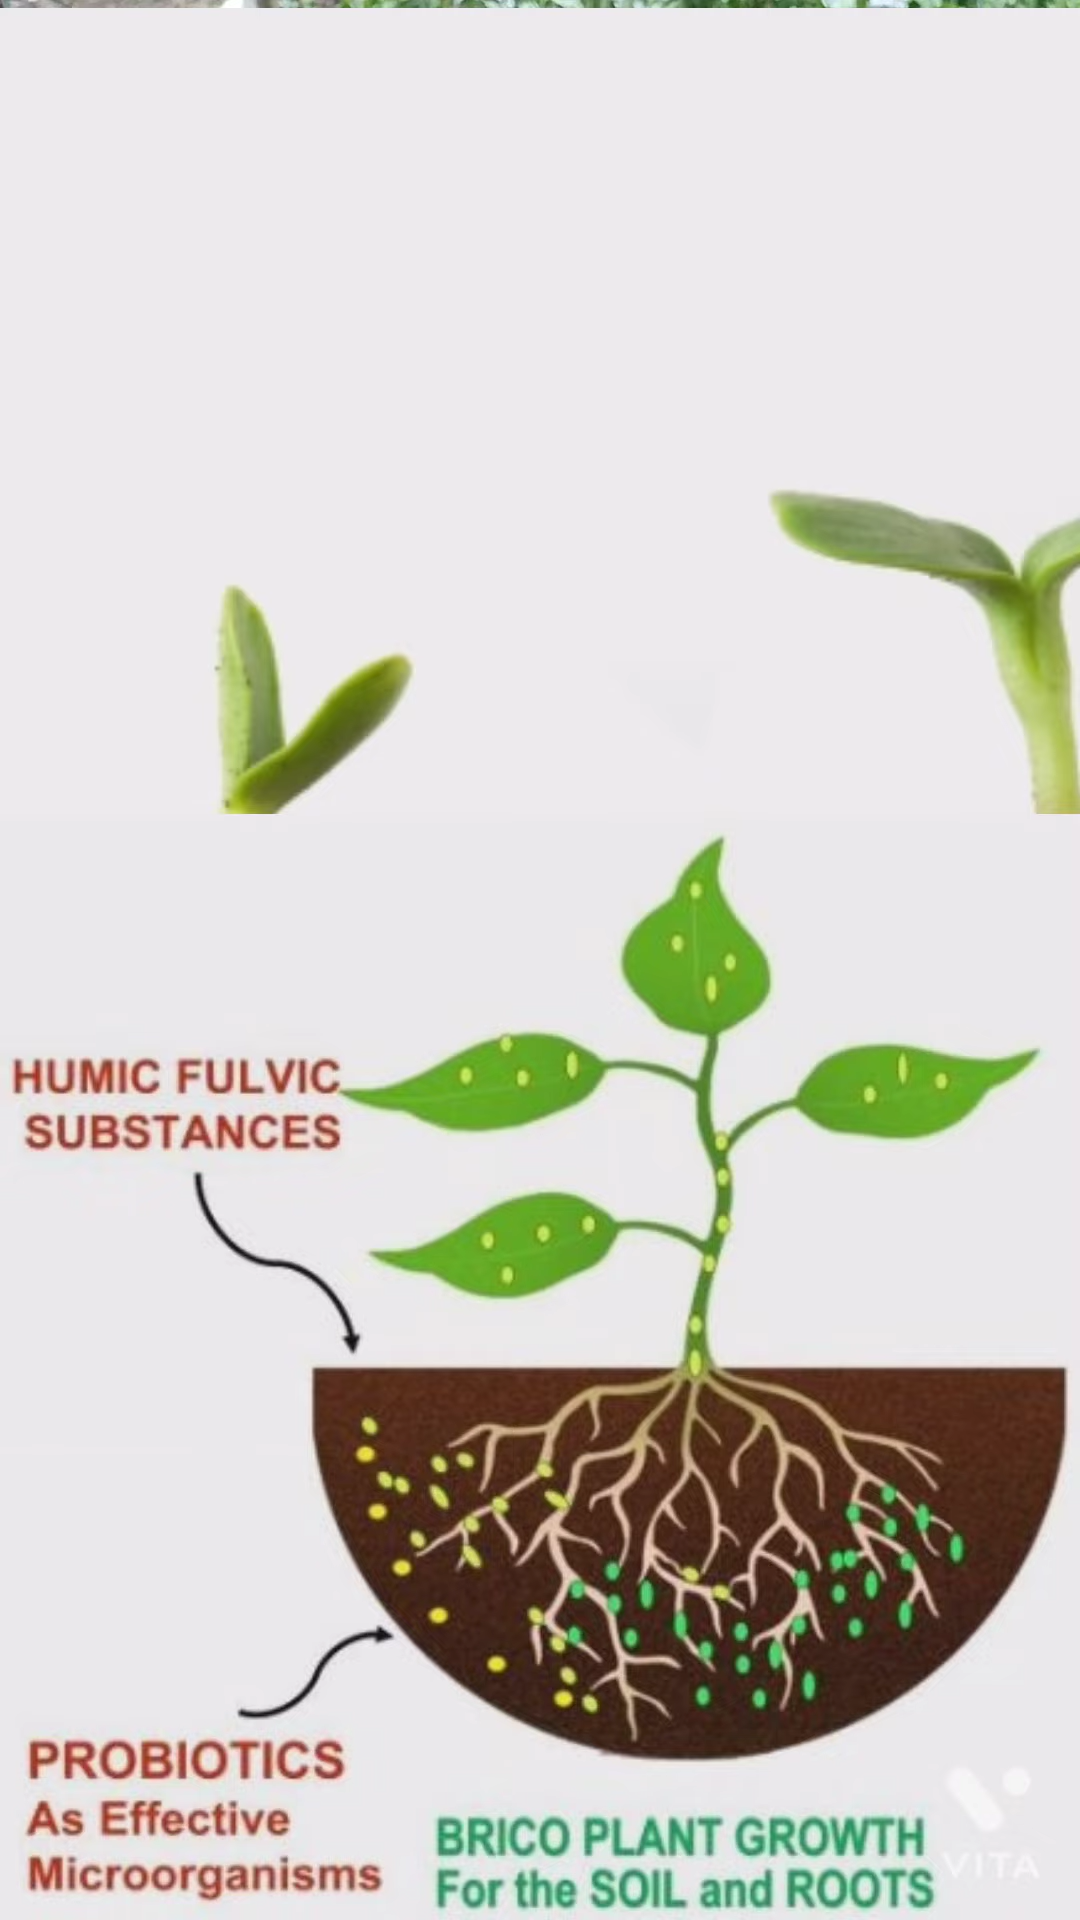 HUMIC FULVIC
SUBSTANCES
PROBIOTICS
As Effective
Microorganisms
BRICO PLANT GROWTH
For the SOIL and ROOTS
VITA